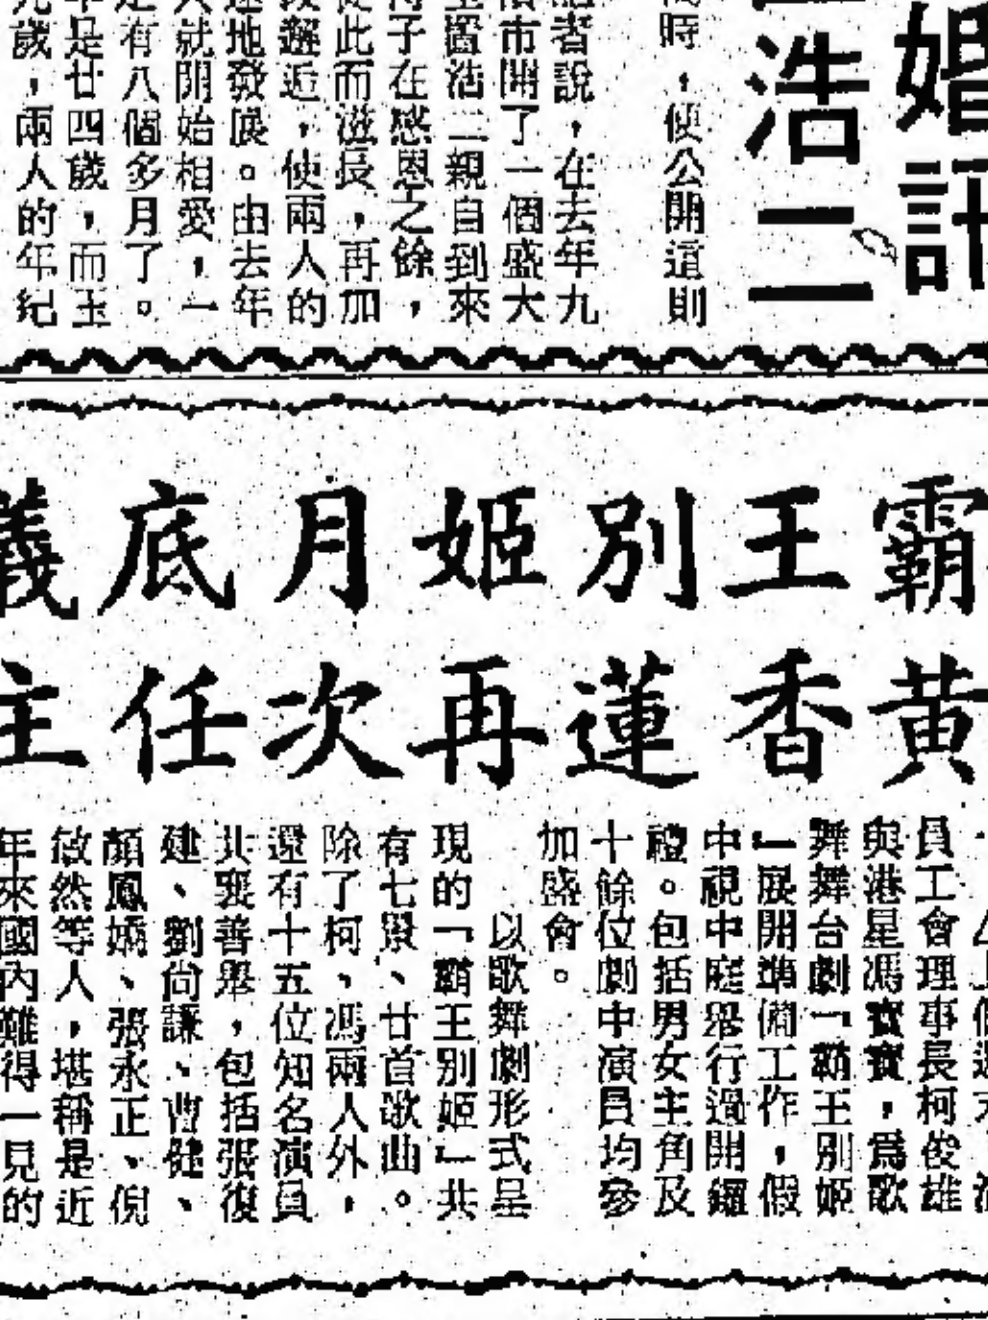 婚訃
浩二
時，使公開這則
者說，在去年九
市開了一個盛大
置浩二親自到來
子在感恩之餘，
此而滋長，再加
邂逅，使兩人的
地發展。由去年
就開始相愛，一
有八個多月了。
是廿四歲，而玉
歲，兩人的年紀
霸王別姬月底義
黄香蓮再次任主
員工會理事長柯俊雄
與港星馮寶寶，爲歌
舞舞台劇「霸王別姬
」展開準備工作，假
中視中庭舉行過開鑼
禮。包括男女主角及
十餘位劇中演員均參
加盛會。
以歌舞劇形式呈
現的「霸王別姬」共
有七景、廿首歌曲。
除了柯、馮兩人外，
還有十五位知名演員
共襄善舉，包括張復
建、劉尚謙、曹健、
顏鳳嬌、張永正、倪
敏然等人，堪稱是近
年來國內難得一見的